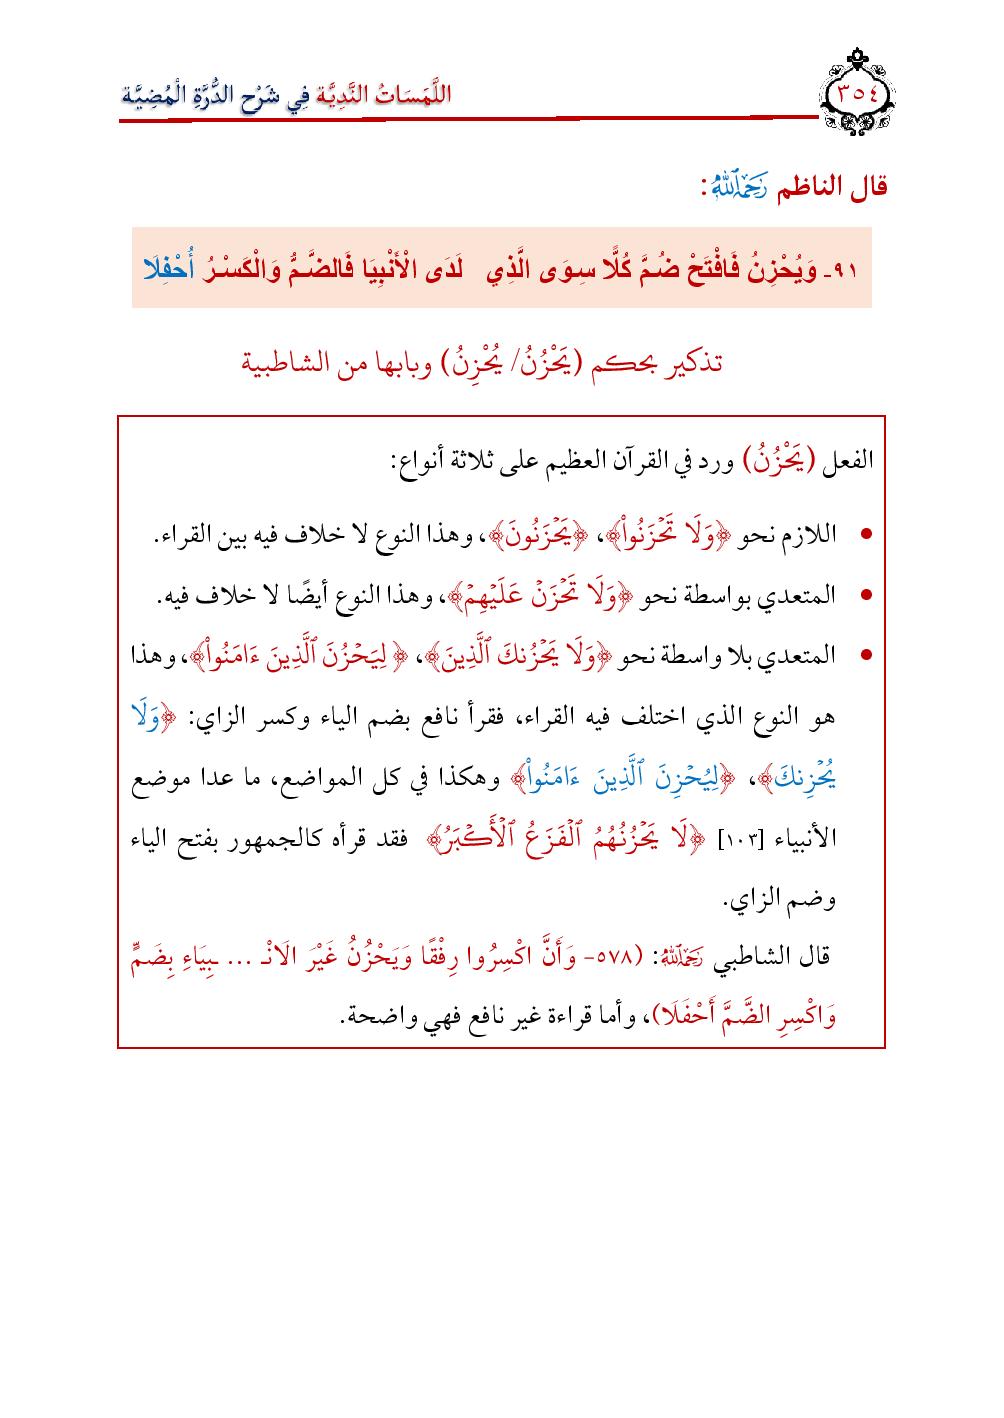 اللَّمَسَاتُ النَّدِيَّة فِي شَرْحِ الدُّرَّةِ الْمُضِيَّة
٣٥٤
قال الناظم رَحِمَهُ ٱللَّهُ:
٩١- وَيُحْزِنُ فَافْتَحْ ضُمَّ كُلًّا سِوَى الَّذِي لَدَى الْأَنْبِيَا فَالضَّمُّ وَالْكَسْرُ أُحْفِلَا
تذكير بحكم (يَحْزُنُ/ يُحْزِنُ) وبابها من الشاطبية
الفعل (يَحْزُنُ) ورد في القرآن العظيم على ثلاثة أنواع:
• اللازم نحو ﴿وَلَا تَحۡزَنُواْ﴾، ﴿يَحۡزَنُونَ﴾، وهذا النوع لا خلاف فيه بين القراء.
• المتعدي بواسطة نحو ﴿وَلَا تَحۡزَنۡ عَلَيۡهِمۡ﴾، وهذا النوع أيضًا لا خلاف فيه.
• المتعدي بلا واسطة نحو ﴿وَلَا يَحۡزُنكَ ٱلَّذِينَ﴾، ﴿لِيَحۡزُنَ ٱلَّذِينَ ءَامَنُواْ﴾، وهذا
هو النوع الذي اختلف فيه القراء، فقرأ نافع بضم الياء وكسر الزاي: ﴿وَلَا
يُحۡزِنكَ﴾، ﴿لِيُحۡزِنَ ٱلَّذِينَ ءَامَنُواْ﴾ وهكذا في كل المواضع، ما عدا موضع
الأنبياء [١٠٣] ﴿لَا يَحۡزُنُهُمُ ٱلۡفَزَعُ ٱلۡأَكۡبَرُ﴾ فقد قرأه كالجمهور بفتح الياء
وضم الزاي.
قال الشاطبي رَحِمَهُ ٱللَّهُ: (٥٧٨- وَأَنَّ اكْسِرُوا رِفْقًا وَيَحْزُنُ غَيْرَ الَانْـ ... ـبِيَاءِ بِضَمٍّ
وَاكْسِرِ الضَّمَّ أَحْفَلَا)، وأما قراءة غير نافع فهي واضحة.